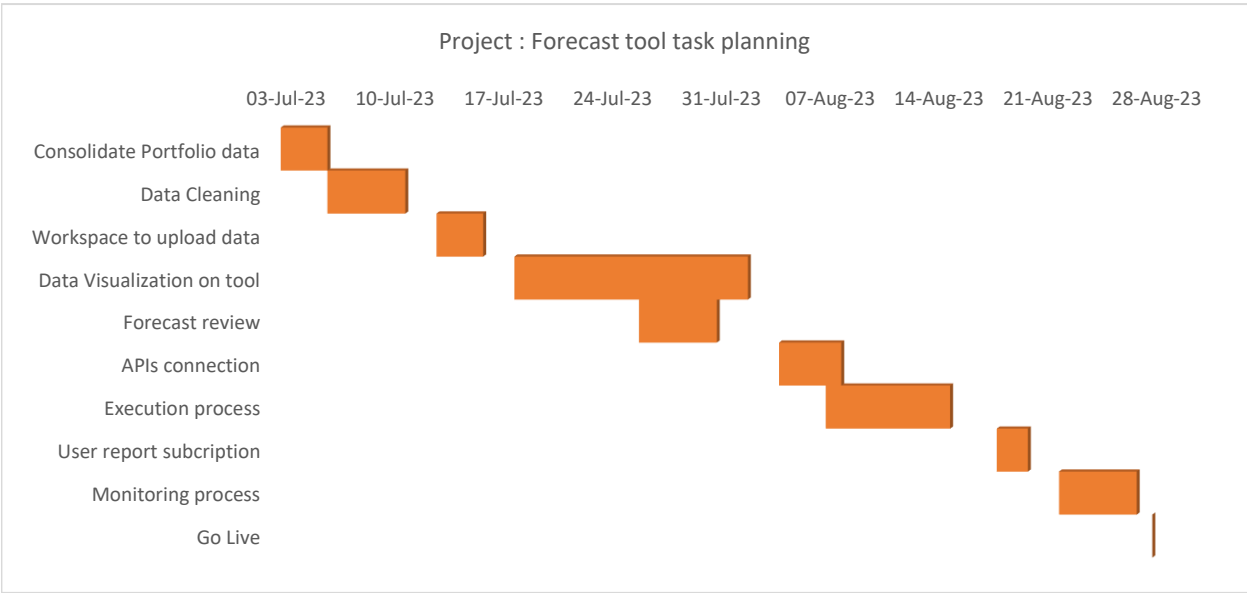 Project : Forecast tool task planning
03-Jul-23 10-Jul-23 17-Jul-23 24-Jul-23 31-Jul-23 07-Aug-23 14-Aug-23 21-Aug-23 28-Aug-23
Consolidate Portfolio data
Data Cleaning
Workspace to upload data
Data Visualization on tool
Forecast review
APIs connection
Execution process
User report subcription
Monitoring process
Go Live